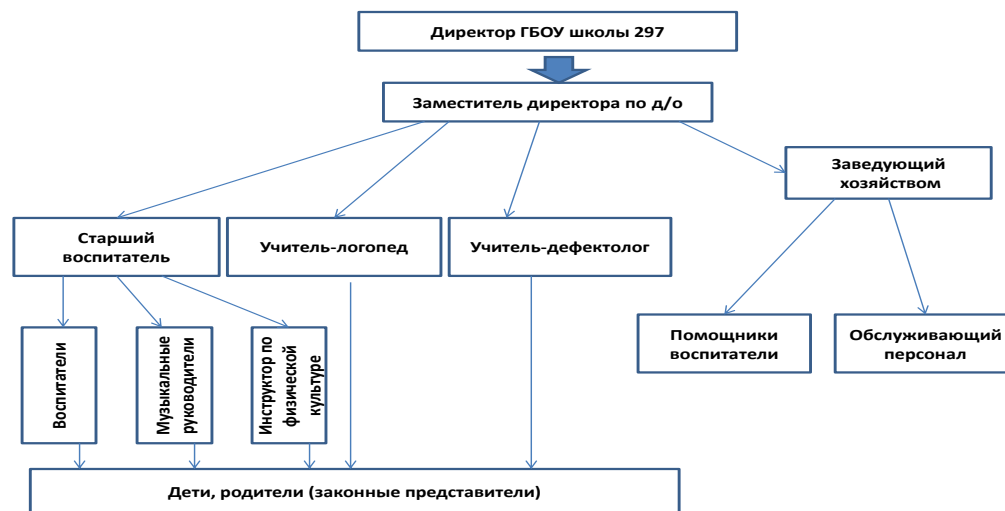 Директор ГБОУ школы 297
Заместитель директора по д/о
Заведующий
хозяйством
Старший
воспитатель
Учитель-логопед
Учитель-дефектолог
Помощники
воспитатели
Обслуживающий
персонал
Воспитатели
Музыкальные
руководители
Инструктор по
физической
культуре
Дети, родители (законные представители)